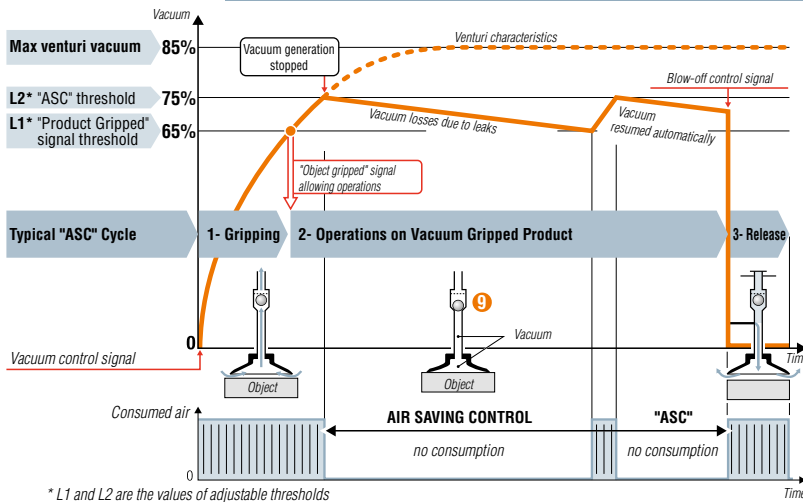 Vacuum
Max venturi vacuum
85%
Vacuum generation
stopped
Venturi characteristics
L2* "ASC" threshold
75%
Blow-off control signal
L1* "Product Gripped"
signal threshold
65%
Vacuum losses due to leaks
Vacuum
resumed automatically
"Object gripped" signal
allowing operations
Typical "ASC" Cycle
1- Gripping
2- Operations on Vacuum Gripped Product
3- Release
9
Vacuum
0
Tim
Vacuum control signal
Object
Object
Consumed air
AIR SAVING CONTROL
"ASC"
no consumption
no consumption
0
Time
* L1 and L2 are the values of adjustable thresholds